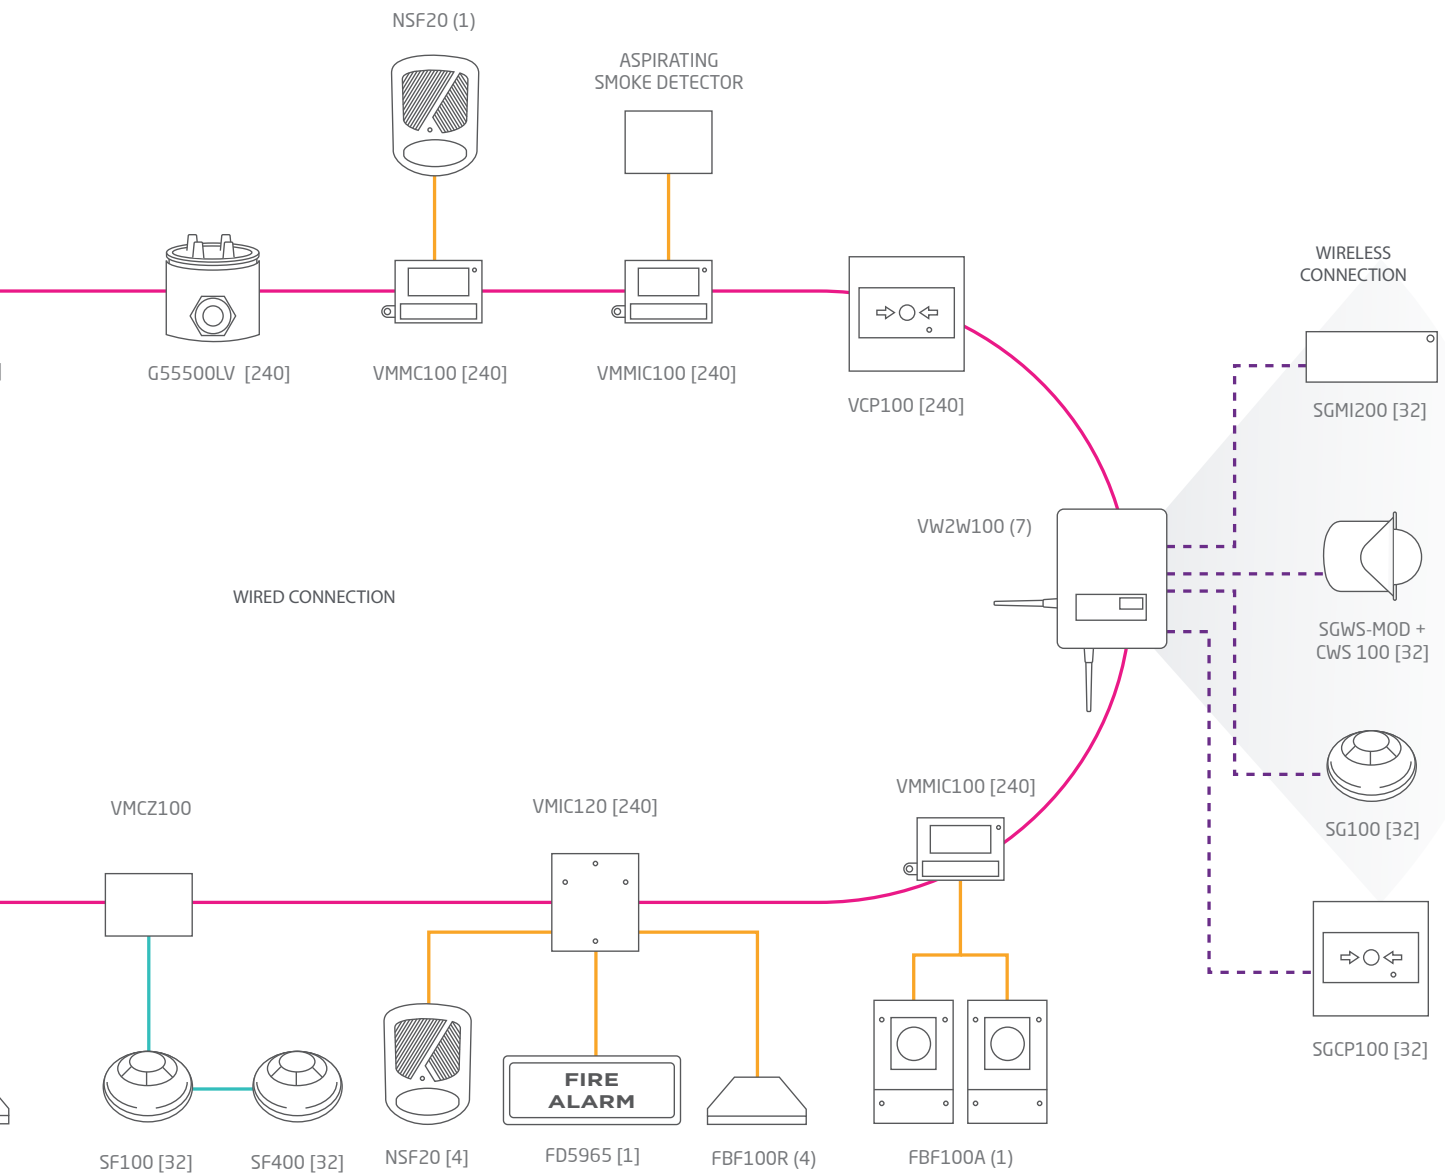 NSF20 (1)
ASPIRATING
SMOKE DETECTOR
WIRELESS
CONNECTION
]
G55500LV [240]
VMMC100 [240]
VMMIC100 [240]
VCP100 [240]
SGMI200 [32]
VW2W100 (7)
WIRED CONNECTION
SGWS-MOD +
CWS 100 [32]
VMCZ100
VMIC120 [240]
VMMIC100 [240]
SG100 [32]
SGCP100 [32]
FIRE
ALARM
SF100 [32]
SF400 [32]
NSF20 [4]
FD5965 [1]
FBF100R (4)
FBF100A (1)